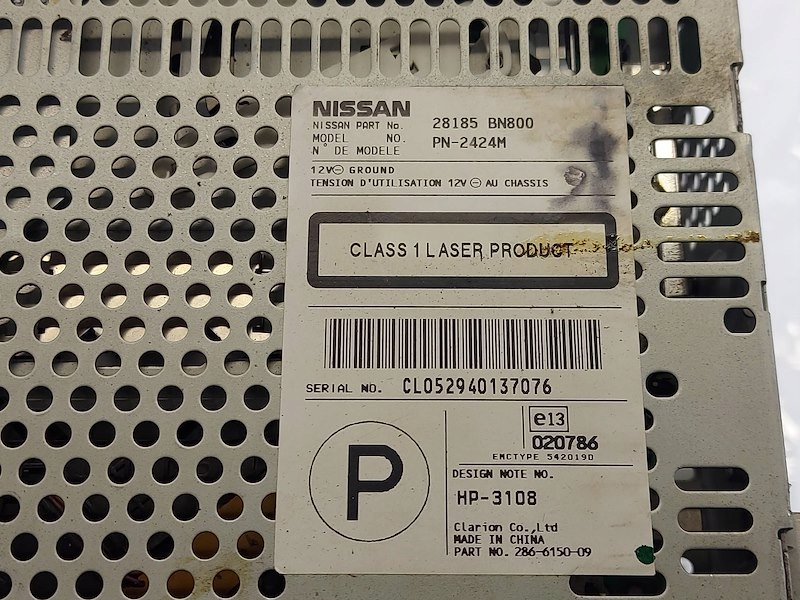 NISSAN
NISSAN PART No. 28185 BN800
MODEL NO. PN-2424M
N° DE MODELE
12V⊖ GROUND
TENSION D'UTILISATION 12V ⊖ AU CHASSIS
CLASS 1 LASER PRODUCT
SERIAL NO. CL052940137076
P
e13
020786
EMCTYPE 542019D
DESIGN NOTE NO.
HP-3108
Clarion Co.,Ltd
MADE IN CHINA
PART NO. 286-6150-09